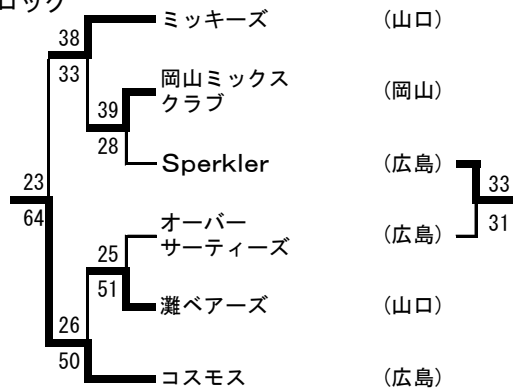 ロック
ミッキーズ (山口)
38
33
岡山ミックス
クラブ (岡山)
39
28
Sperkler (広島)
23
64
33
31
オーバー
サーティーズ (広島)
25
51
灘ベアーズ (山口)
26
50
コスモス (広島)